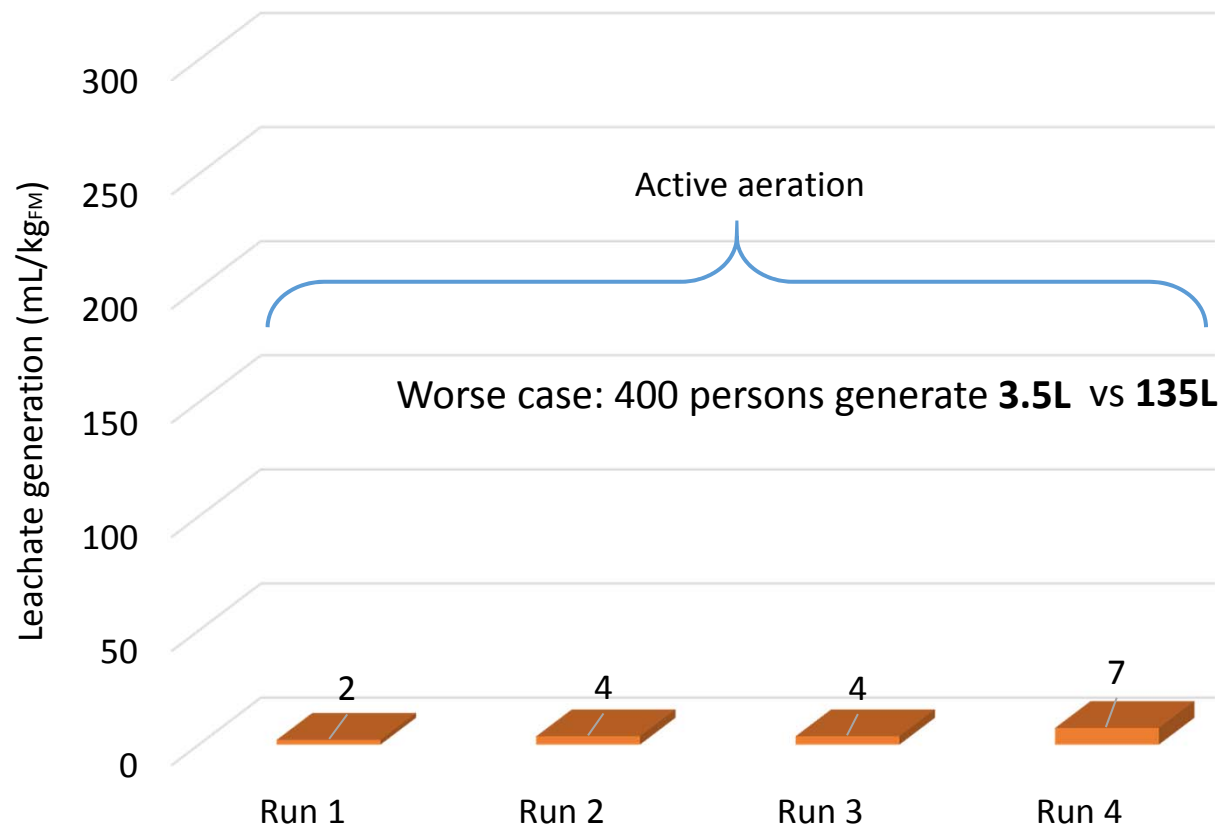 Leachate generation (mL/kgFM)
300
250
200
150
100
50
0
Active aeration
Worse case: 400 persons generate 3.5L vs 135L
2
4
4
7
Run 1
Run 2
Run 3
Run 4